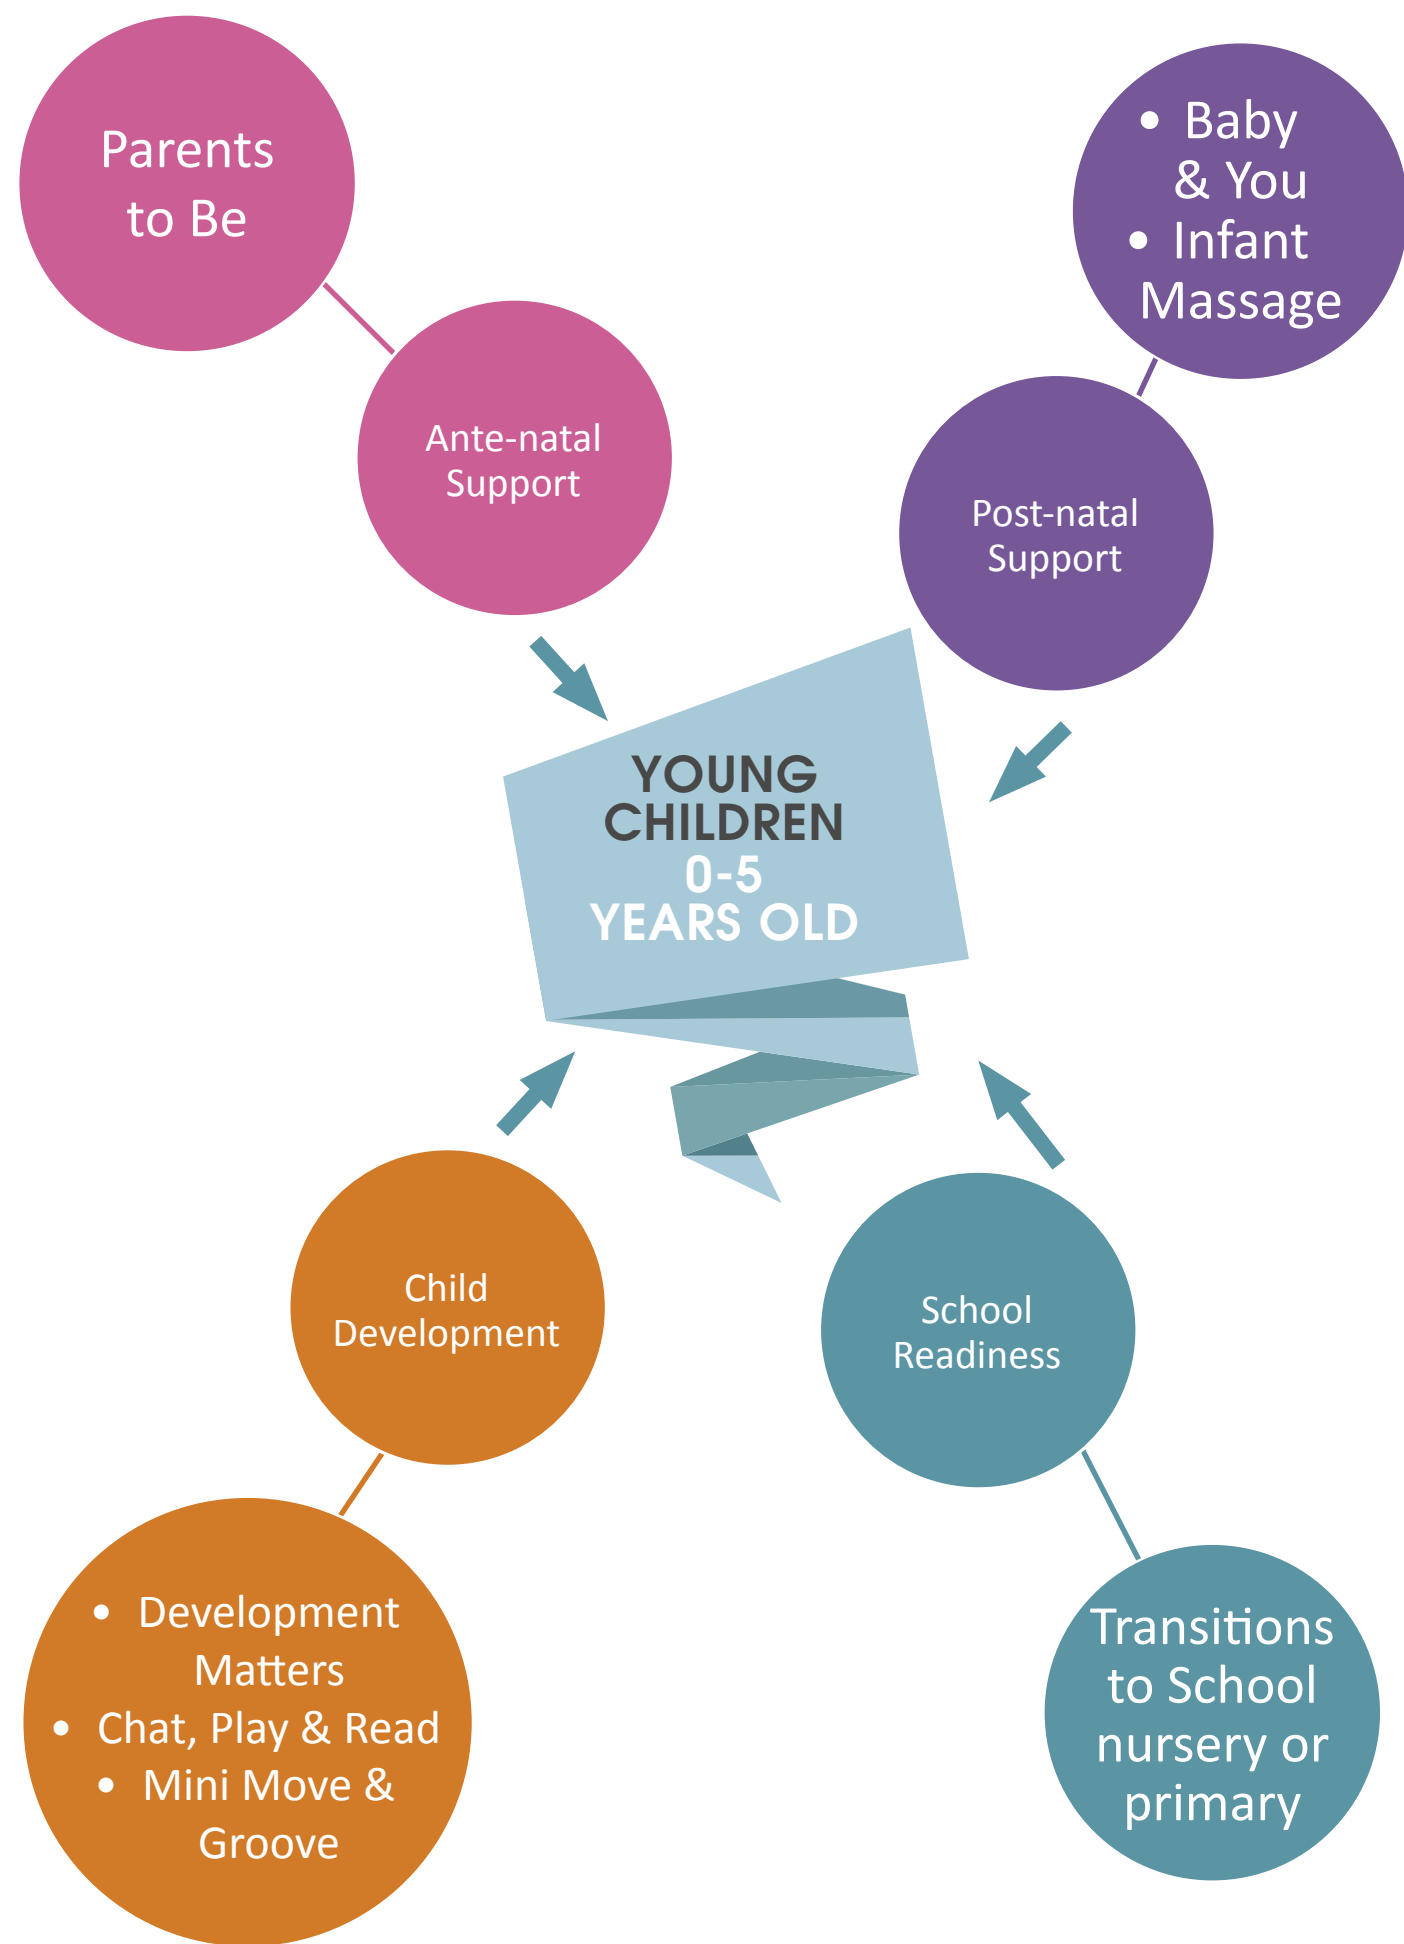 Parents
to Be
• Baby
& You
• Infant
Massage
Ante-natal
Support
Post-natal
Support
YOUNG
CHILDREN
0-5
YEARS OLD
Child
Development
School
Readiness
• Development
Matters
• Chat, Play & Read
• Mini Move &
Groove
Transitions
to School
nursery or
primary